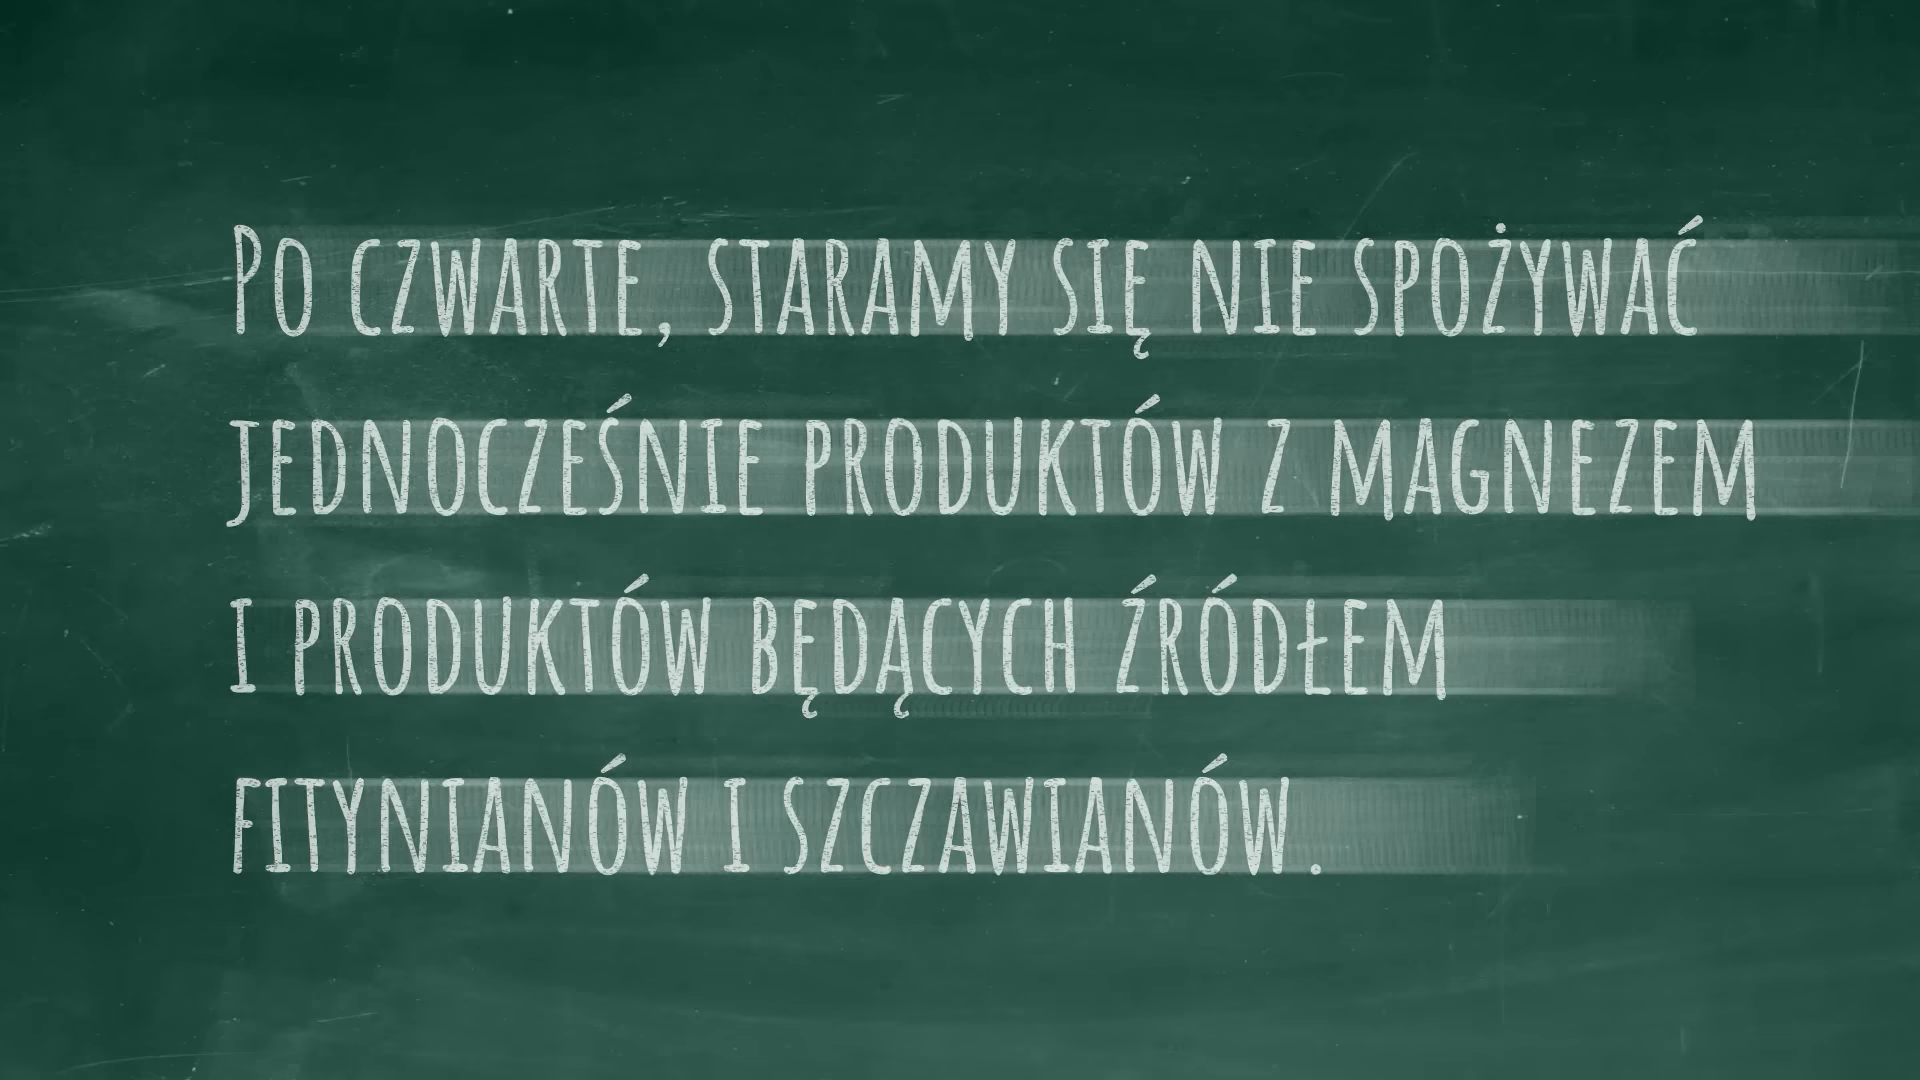 Po czwarte, staramy się nie spożywać
jednocześnie produktów z magnezem
i produktów będących źródłem
fitynianów i szczawianów.